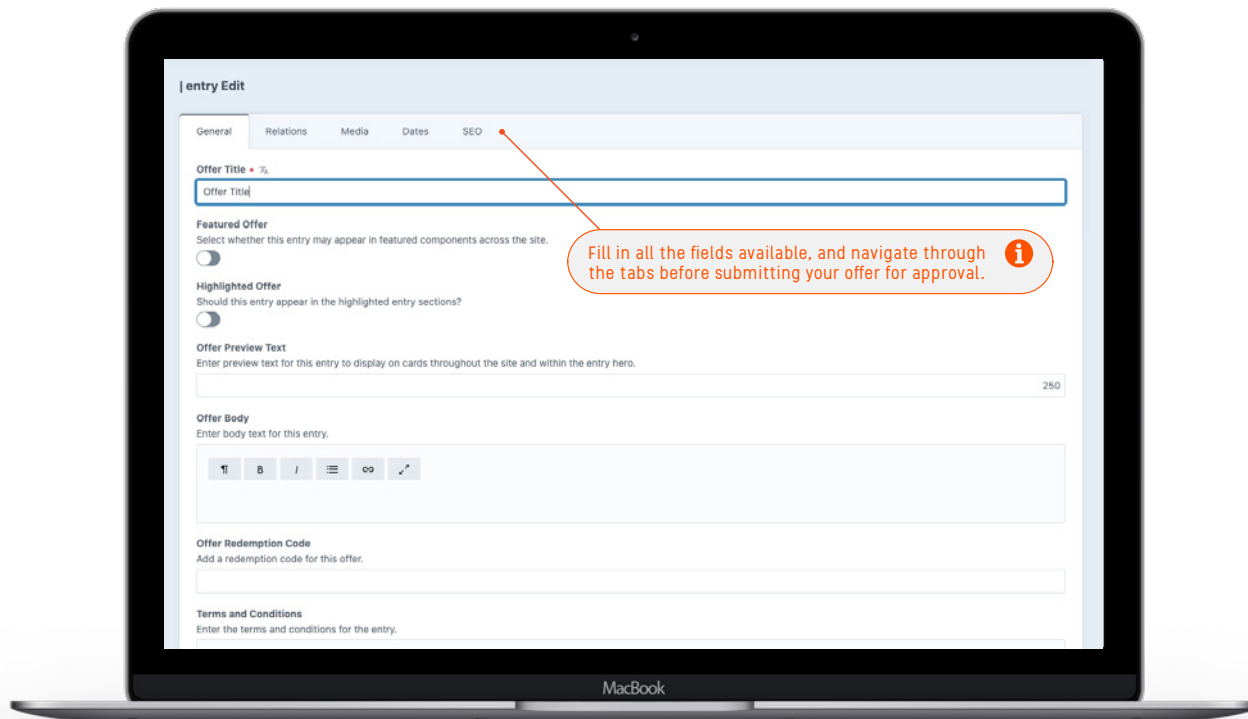 | entry Edit
General Relations Media Dates SEO
Offer Title
Offer Title
Featured Offer
Select whether this entry may appear in featured components across the site.
Fill in all the fields available, and navigate through
the tabs before submitting your offer for approval.
Highlighted Offer
Should this entry appear in the highlighted entry sections?
Offer Preview Text
Enter preview text for this entry to display on cards throughout the site and within the entry hero.
250
Offer Body
Enter body text for this entry.
¶ B I
Offer Redemption Code
Add a redemption code for this offer.
Terms and Conditions
Enter the terms and conditions for the entry.
MacBook